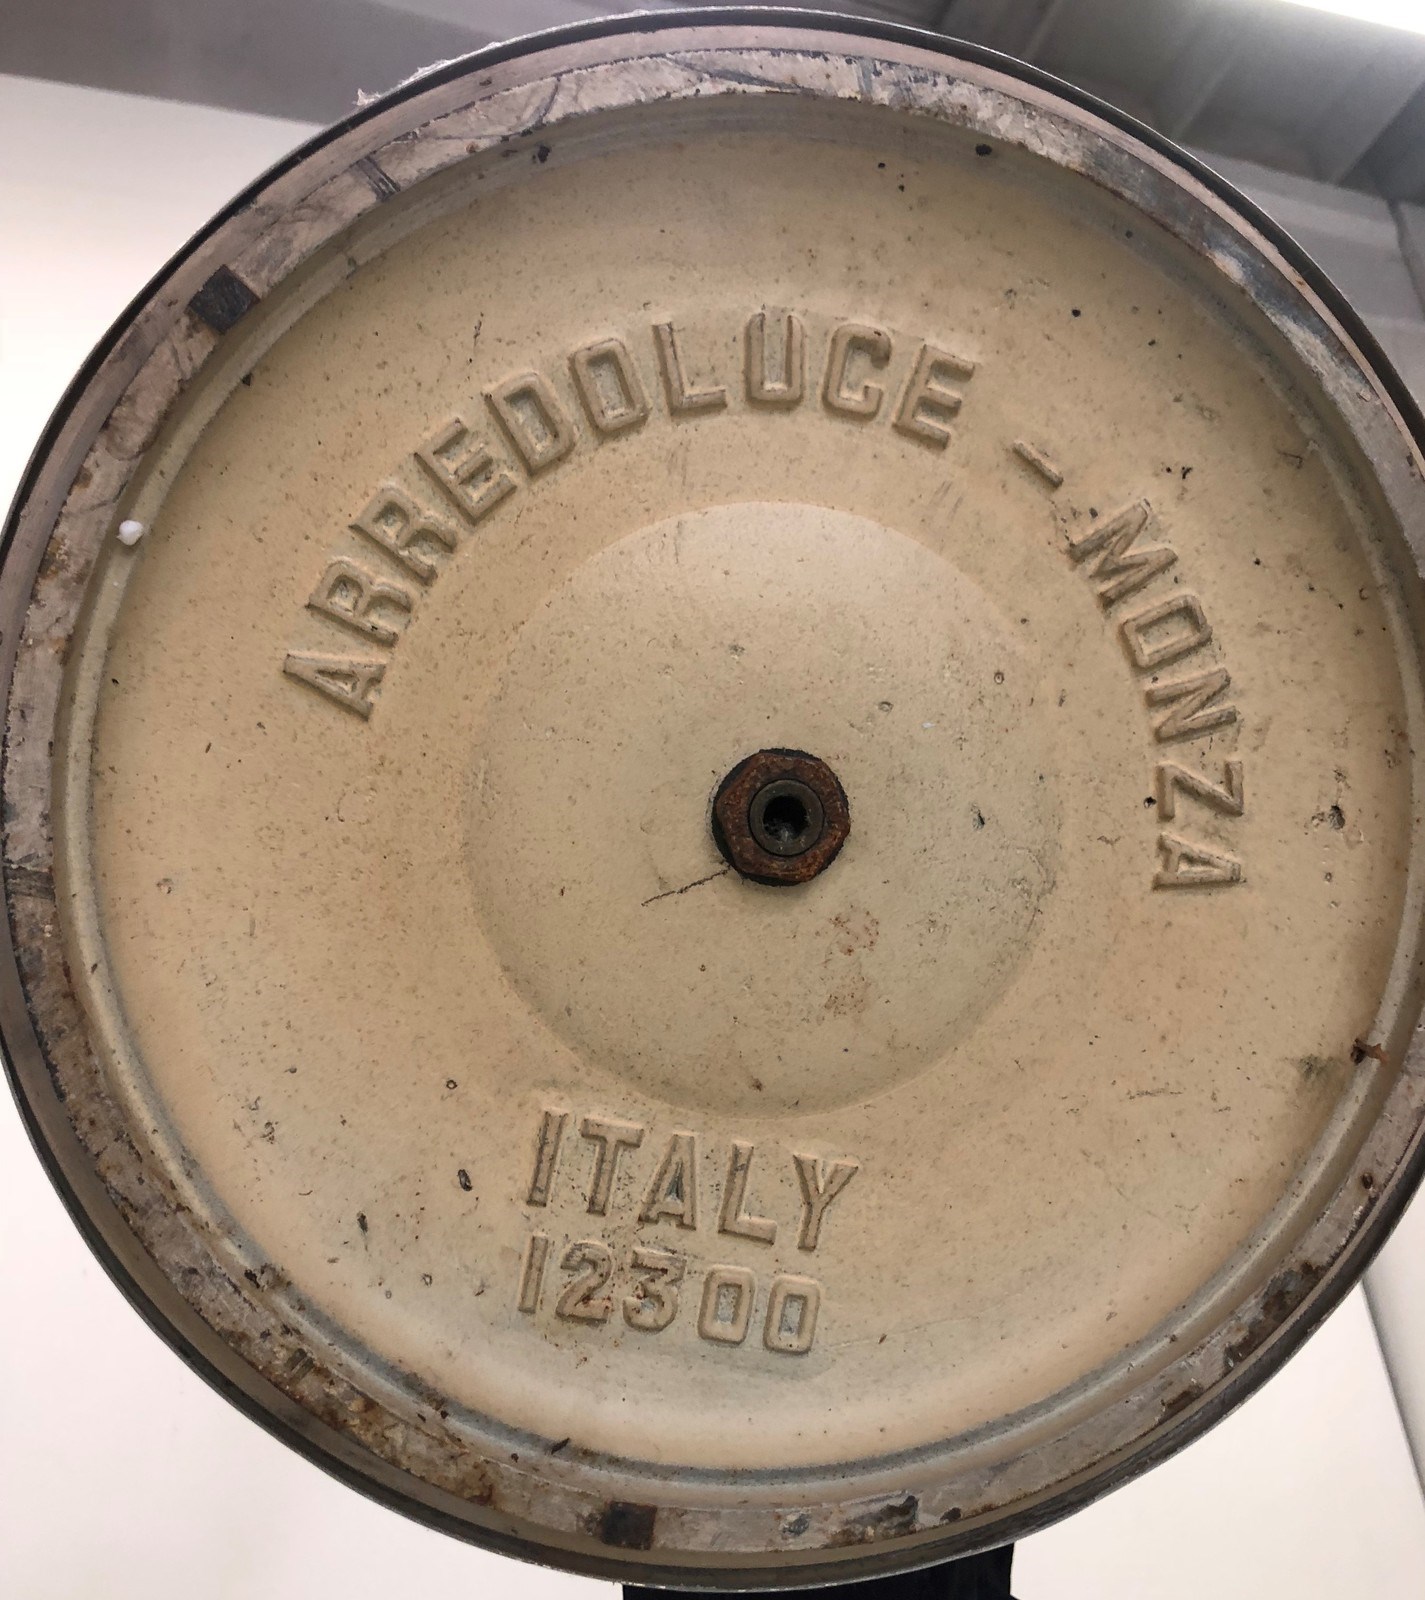 ARREDOLUCE - MONZA
ITALY
12300